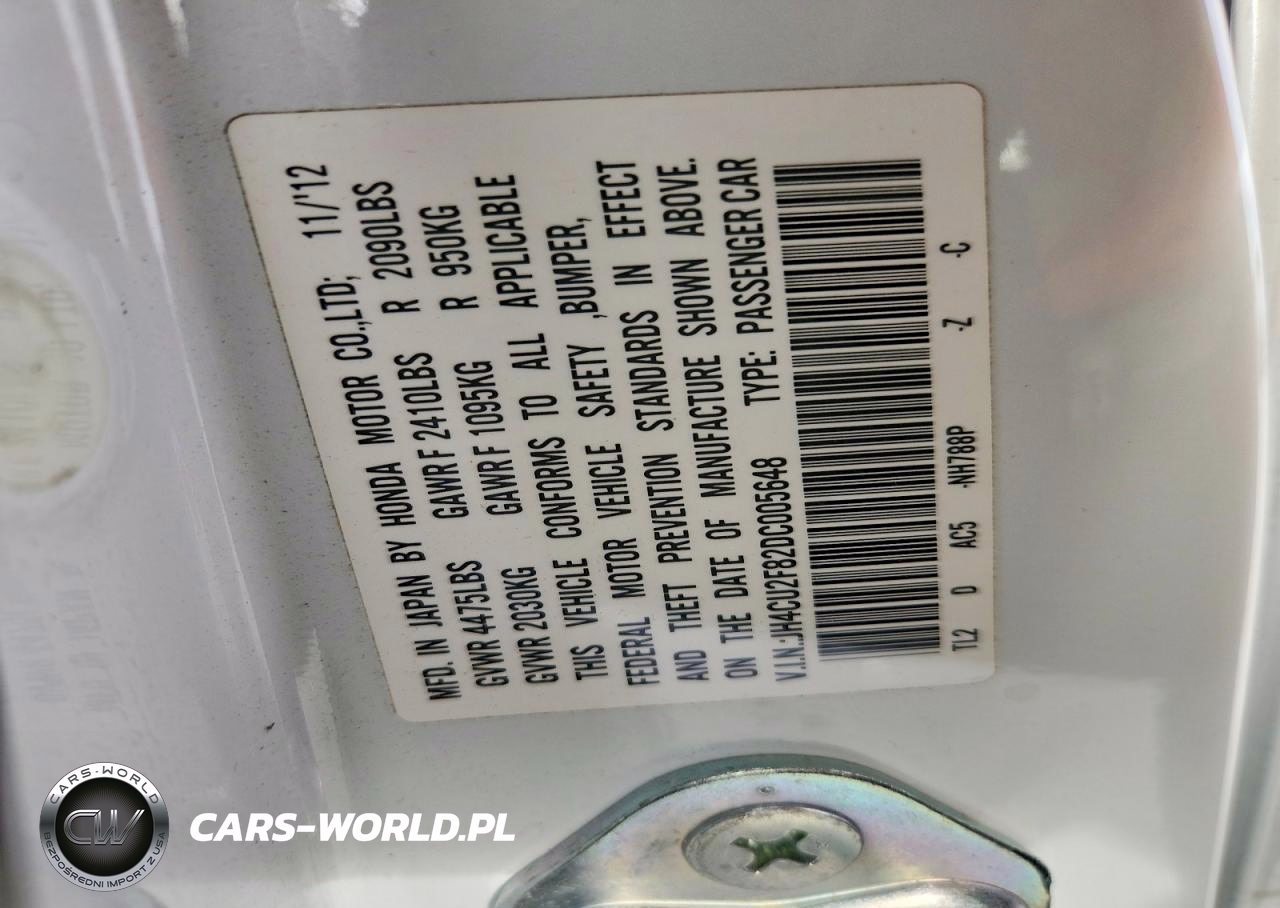 MFD. IN JAPAN BY HONDA MOTOR CO.,LTD; 11/'12
GVWR 4475LBS GAWR F 2410LBS R 2090LBS
GVWR 2030KG GAWR F 1095KG R 950KG
THIS VEHICLE CONFORMS TO ALL APPLICABLE
FEDERAL MOTOR VEHICLE SAFETY ,BUMPER,
AND THEFT PREVENTION STANDARDS IN EFFECT
ON THE DATE OF MANUFACTURE SHOWN ABOVE.
V.I.N.:JH4CU2F82DC005648 TYPE: PASSENGER CAR
TL2 D AC5 -NH788P -Z -C
CARS-WORLD
CW
BEZPOŚREDNI IMPORT Z USA
CARS-WORLD.PL